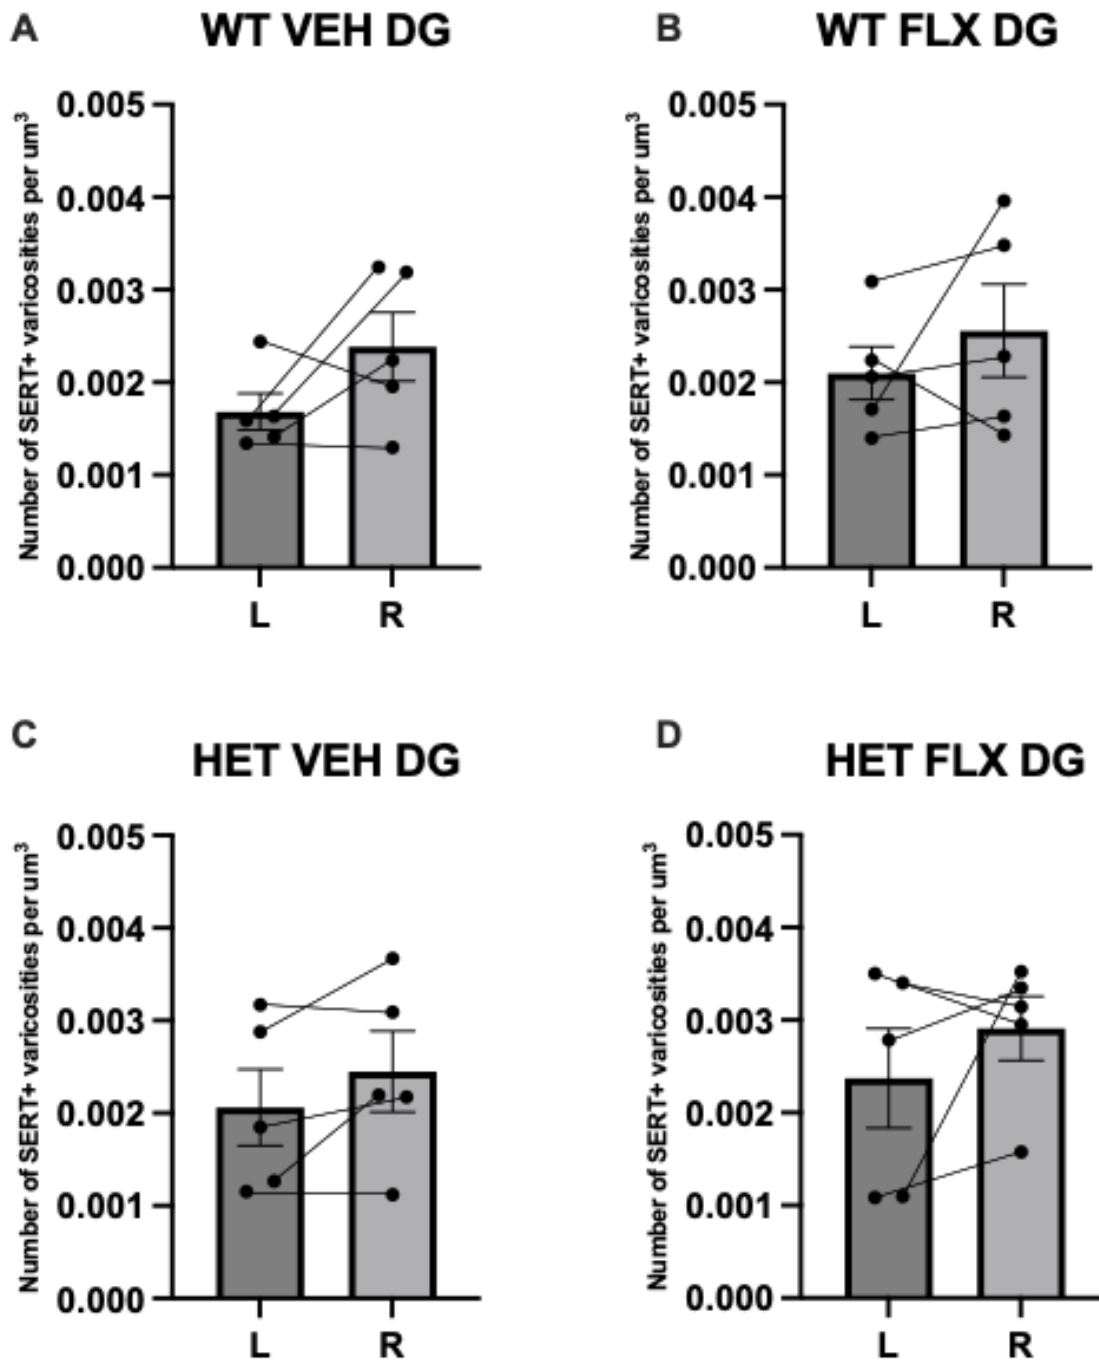 A
WT VEH DG
Number of SERT+ varicosities per um³
0.005
0.004
0.003
0.002
0.001
0.000
L R
B
WT FLX DG
Number of SERT+ varicosities per um³
0.005
0.004
0.003
0.002
0.001
0.000
L R
C
HET VEH DG
Number of SERT+ varicosities per um³
0.005
0.004
0.003
0.002
0.001
0.000
L R
D
HET FLX DG
Number of SERT+ varicosities per um³
0.005
0.004
0.003
0.002
0.001
0.000
L R